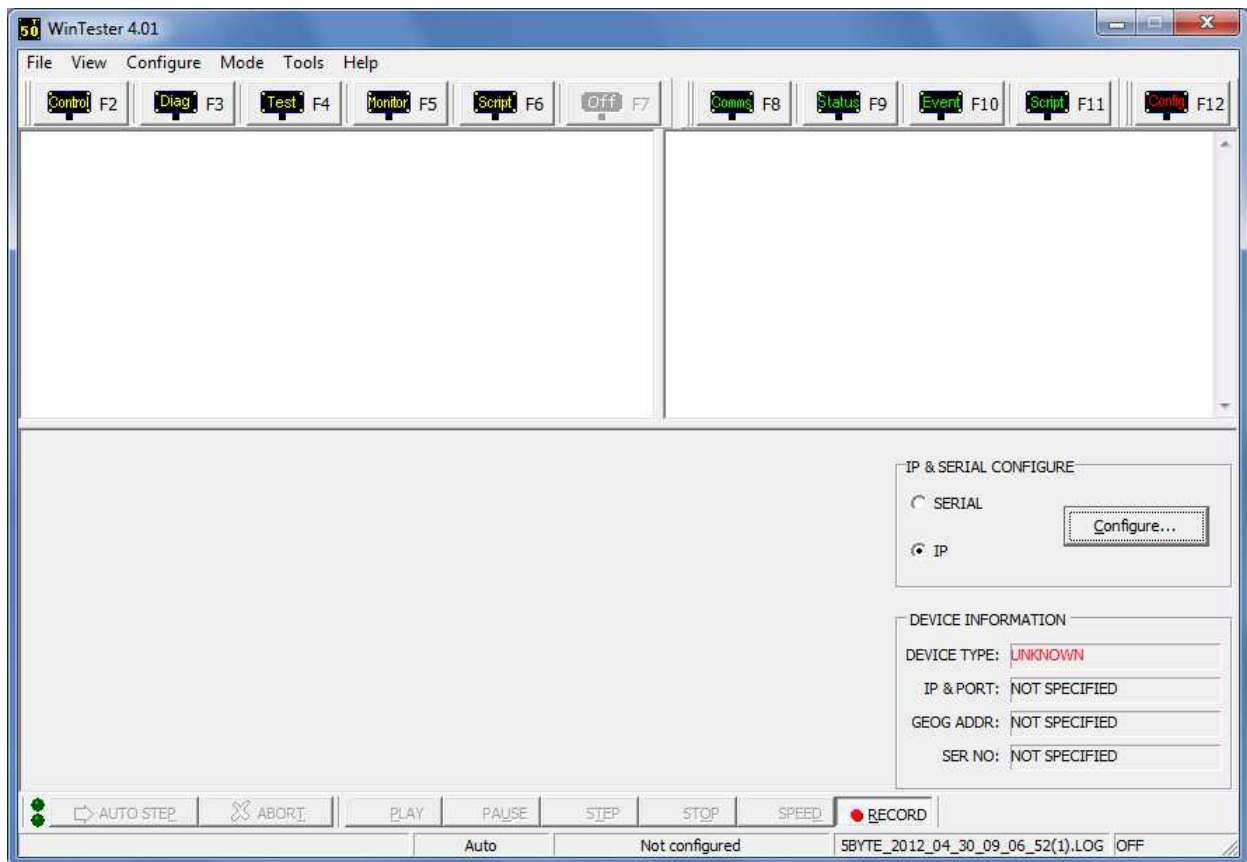 50 WinTester 4.01
File View Configure Mode Tools Help
Control F2 Diag F3 Test F4 Monitor F5 Script F6 Off F7 Comms F8 Status F9 Event F10 Script F11 Config F12
IP & SERIAL CONFIGURE
SERIAL
Configure...
IP
DEVICE INFORMATION
DEVICE TYPE: UNKNOWN
IP & PORT: NOT SPECIFIED
GEOG ADDR: NOT SPECIFIED
SER NO: NOT SPECIFIED
AUTO STEP ABORT PLAY PAUSE STEP STOP SPEED RECORD
Auto Not configured 5BYTE_2012_04_30_09_06_52(1).LOG OFF